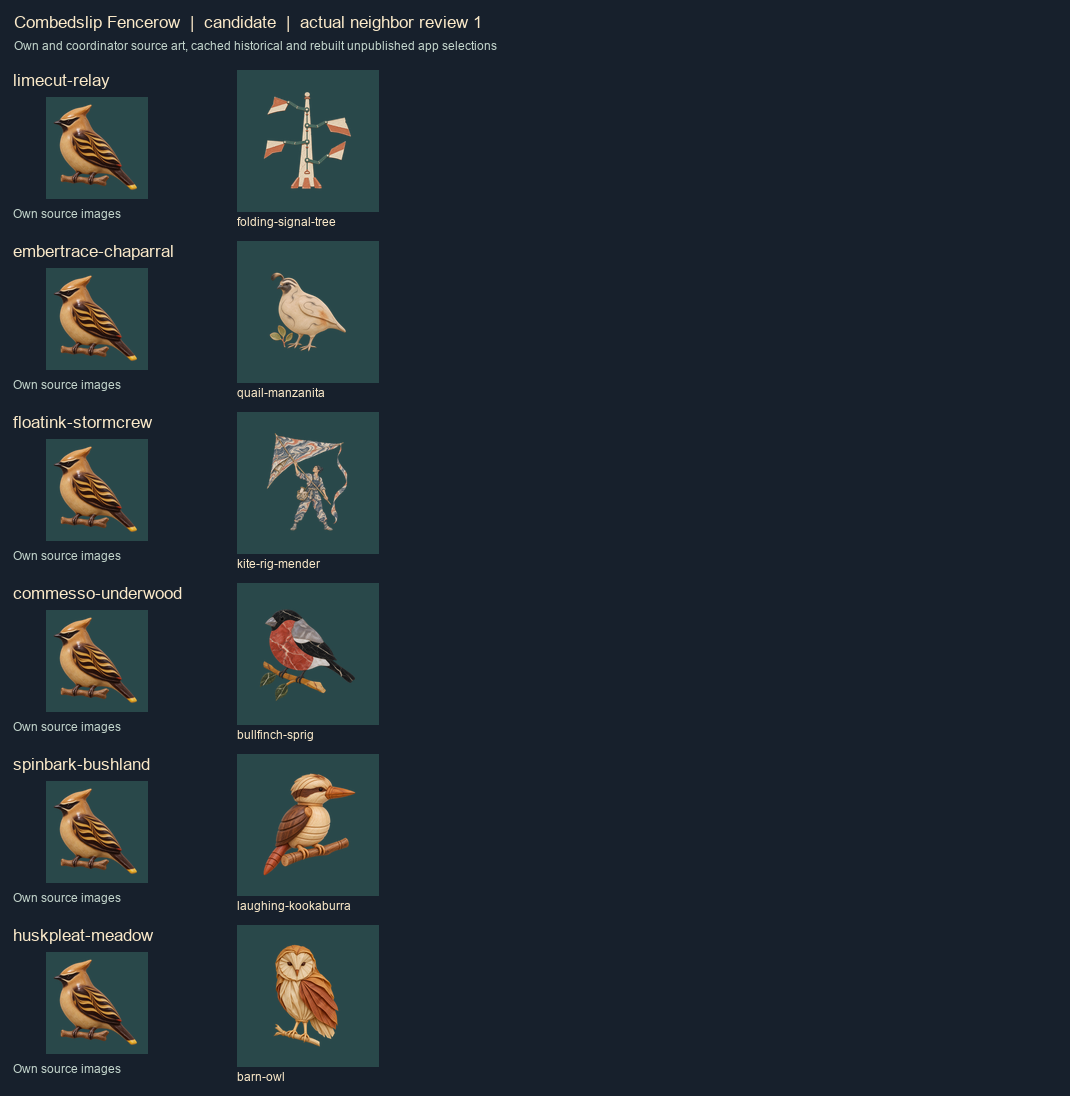 Combedslip Fencerow | candidate | actual neighbor review 1
Own and coordinator source art, cached historical and rebuilt unpublished app selections
limecut-relay
Own source images
folding-signal-tree
embertrace-chaparral
Own source images
quail-manzanita
floatink-stormcrew
Own source images
kite-rig-mender
commesso-underwood
Own source images
bullfinch-sprig
spinbark-bushland
Own source images
laughing-kookaburra
huskpleat-meadow
Own source images
barn-owl